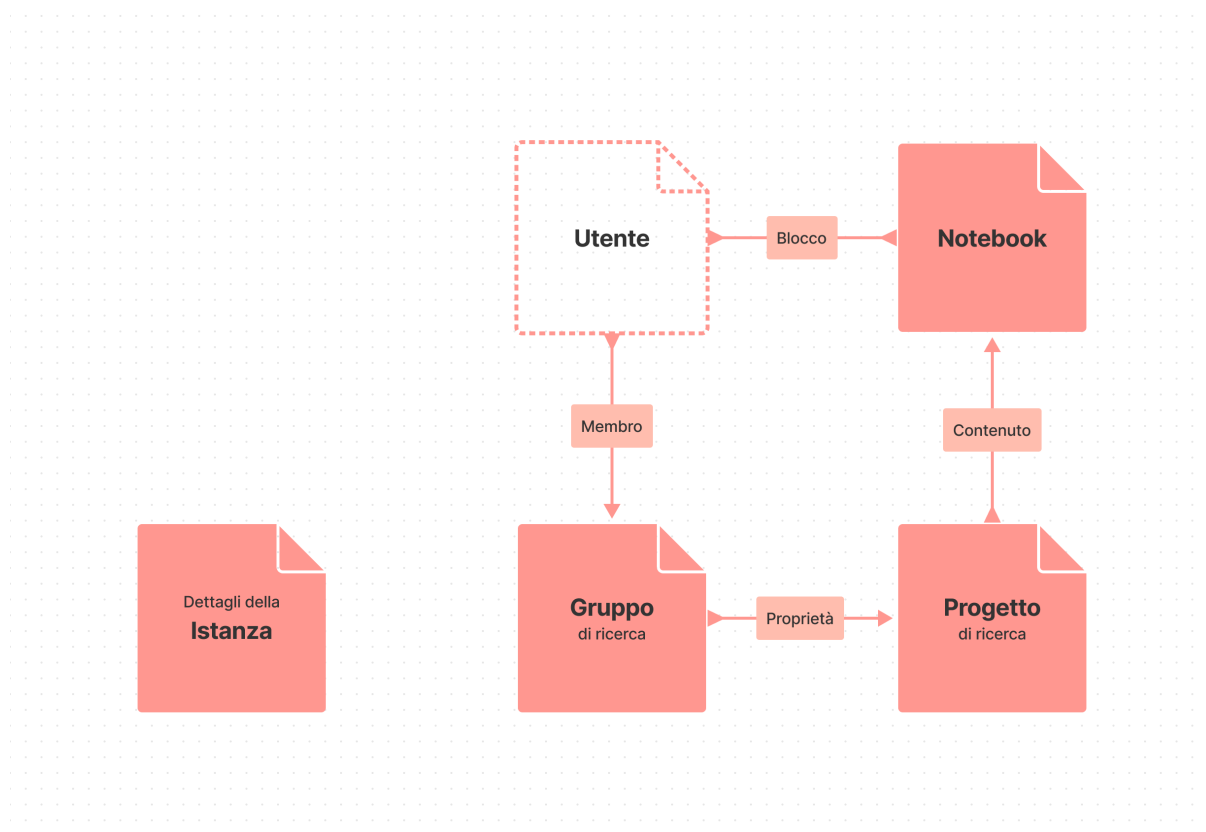 Utente
Blocco
Notebook
Membro
Contenuto
Dettagli della
Istanza
Gruppo
di ricerca
Proprietà
Progetto
di ricerca